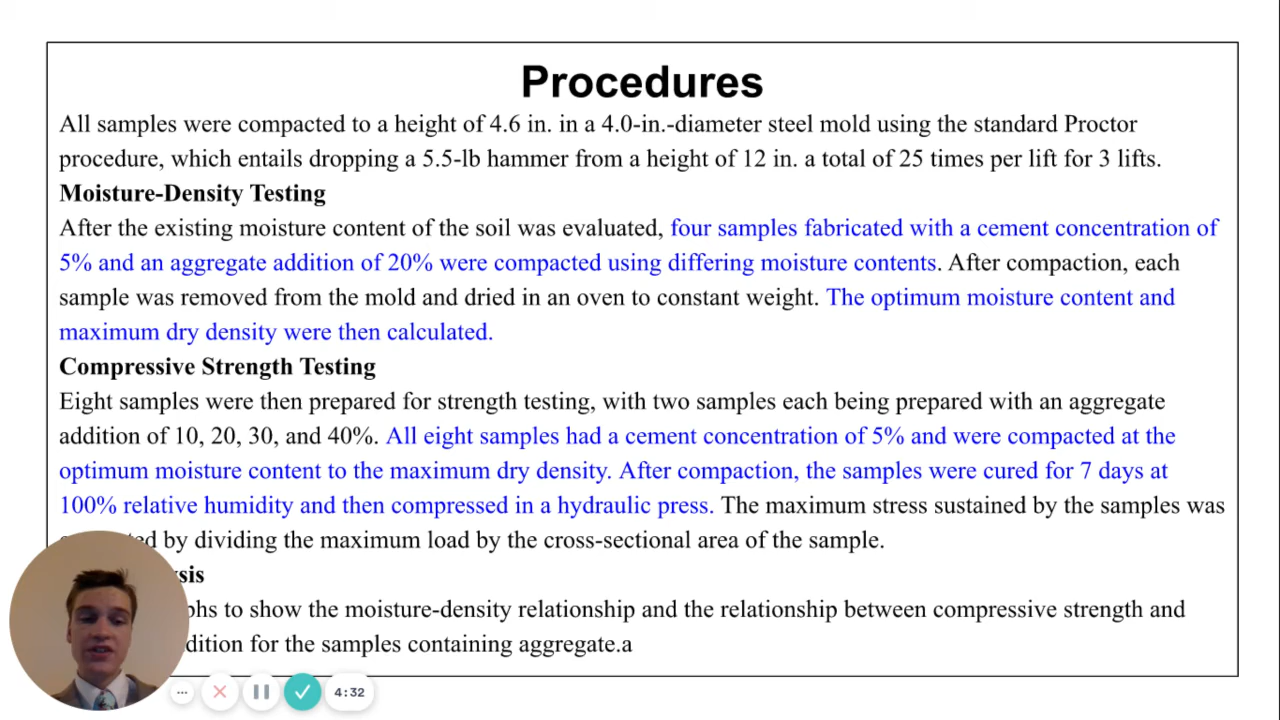 Procedures
All samples were compacted to a height of 4.6 in. in a 4.0-in.-diameter steel mold using the standard Proctor
procedure, which entails dropping a 5.5-lb hammer from a height of 12 in. a total of 25 times per lift for 3 lifts.
Moisture-Density Testing
After the existing moisture content of the soil was evaluated, four samples fabricated with a cement concentration of
5% and an aggregate addition of 20% were compacted using differing moisture contents. After compaction, each
sample was removed from the mold and dried in an oven to constant weight. The optimum moisture content and
maximum dry density were then calculated.
Compressive Strength Testing
Eight samples were then prepared for strength testing, with two samples each being prepared with an aggregate
addition of 10, 20, 30, and 40%. All eight samples had a cement concentration of 5% and were compacted at the
optimum moisture content to the maximum dry density. After compaction, the samples were cured for 7 days at
100% relative humidity and then compressed in a hydraulic press. The maximum stress sustained by the samples was
by dividing the maximum load by the cross-sectional area of the sample.
to show the moisture-density relationship and the relationship between compressive strength and
for the samples containing aggregate.a
4:32